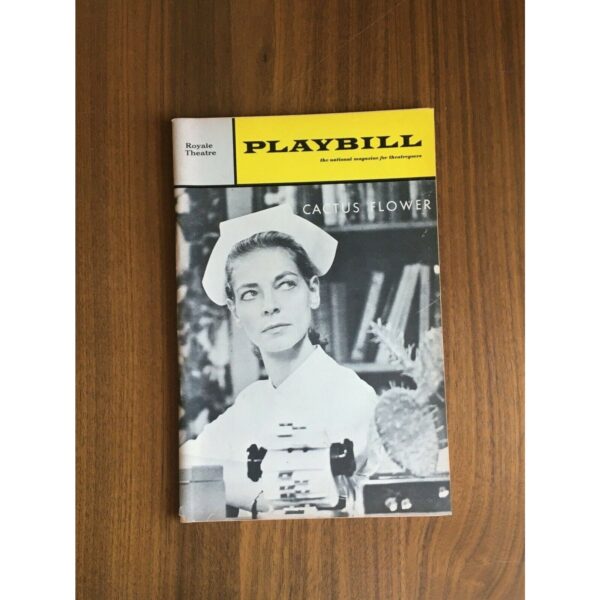 Royale
Theatre
PLAYBILL
the national magazine for theatregoers
CACTUS FLOWER